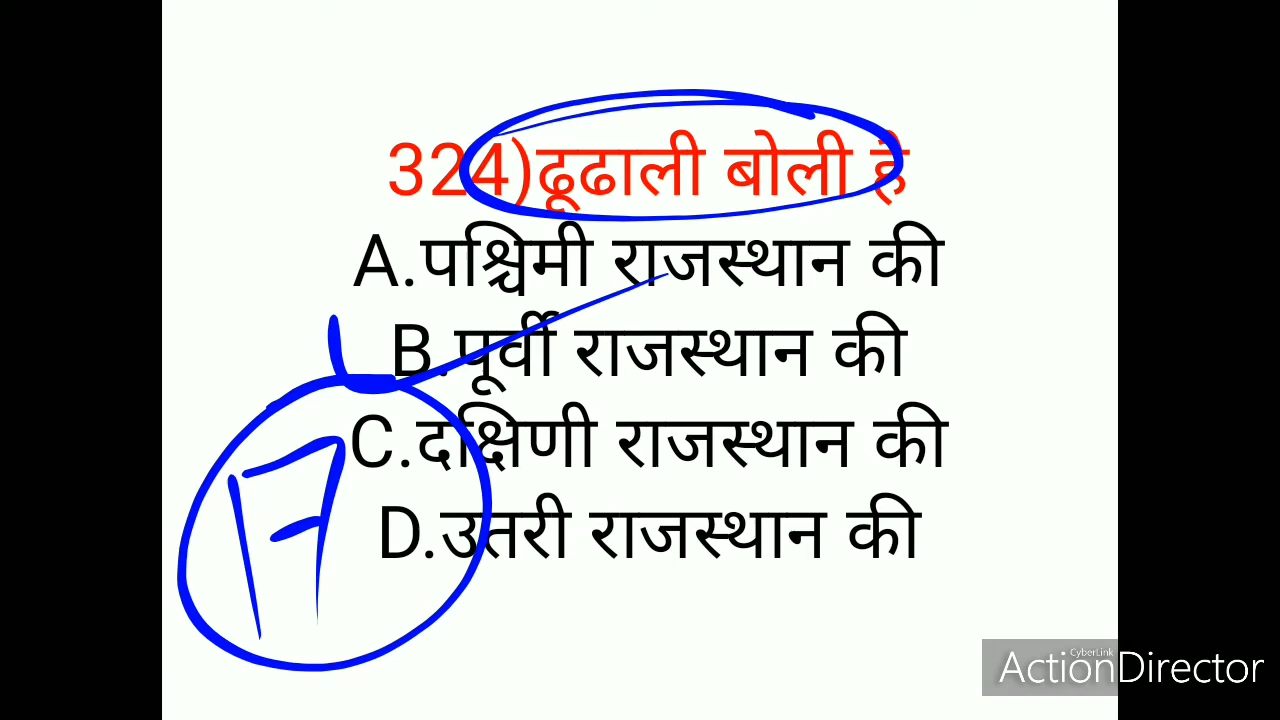 324)ढूढाली बोली है
A.पश्चिमी राजस्थान की
B.पूर्वी राजस्थान की
C.दक्षिणी राजस्थान की
D.उतरी राजस्थान की
17
CyberLink
ActionDirector